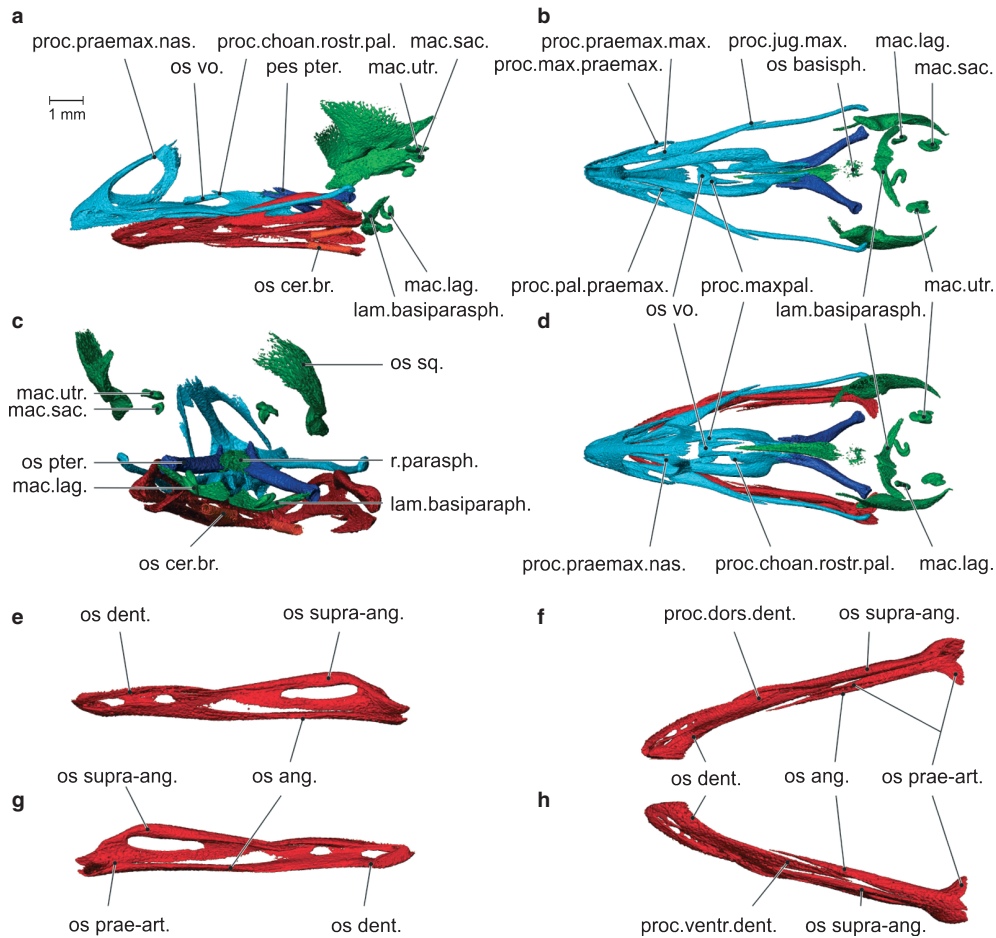 a
proc.praemax.nas.
proc.choan.rostr.pal.
mac.sac.
os vo.
pes pter.
mac.utr.
1 mm
os cer.br.
mac.lag.
lam.basiparasph.
b
proc.praemax.max.
proc.jug.max.
mac.lag.
proc.max.praemax.
os basisph.
mac.sac.
proc.pal.praemax.
proc.maxpal.
mac.utr.
os vo.
lam.basiparasph.
c
os sq.
mac.utr.
mac.sac.
os pter.
r.parasph.
mac.lag.
lam.basiparaph.
os cer.br.
d
proc.praemax.nas.
proc.choan.rostr.pal.
mac.lag.
e
os dent.
os supra-ang.
f
proc.dors.dent.
os supra-ang.
os supra-ang.
os ang.
os dent.
os ang.
os prae-art.
g
os prae-art.
os dent.
h
proc.ventr.dent.
os supra-ang.